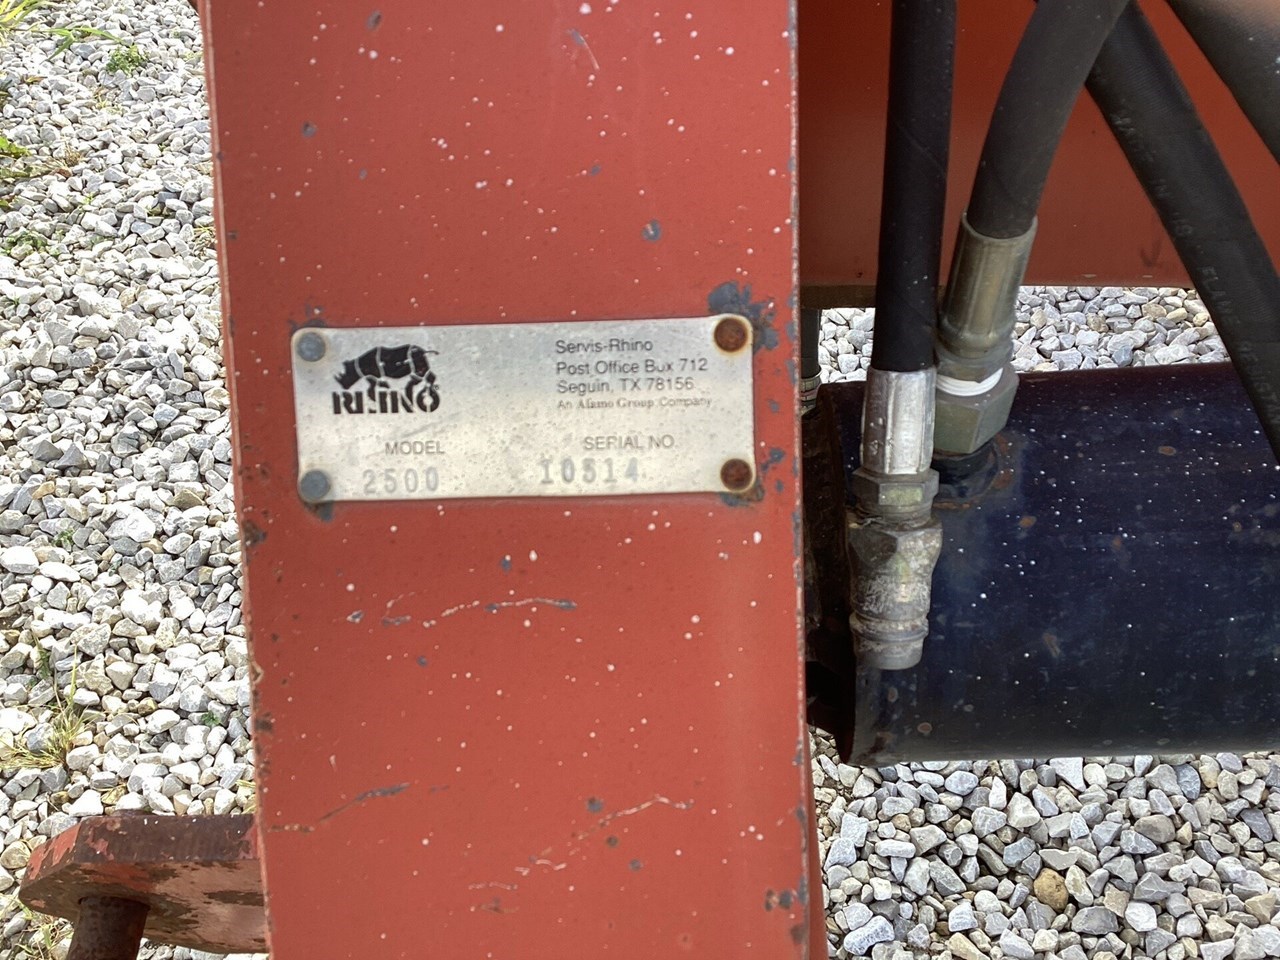 RHINO
Servis-Rhino
Post Office Box 712
Seguin, TX 78156
An Alamo Group Company
MODEL SERIAL NO.
2500 10514